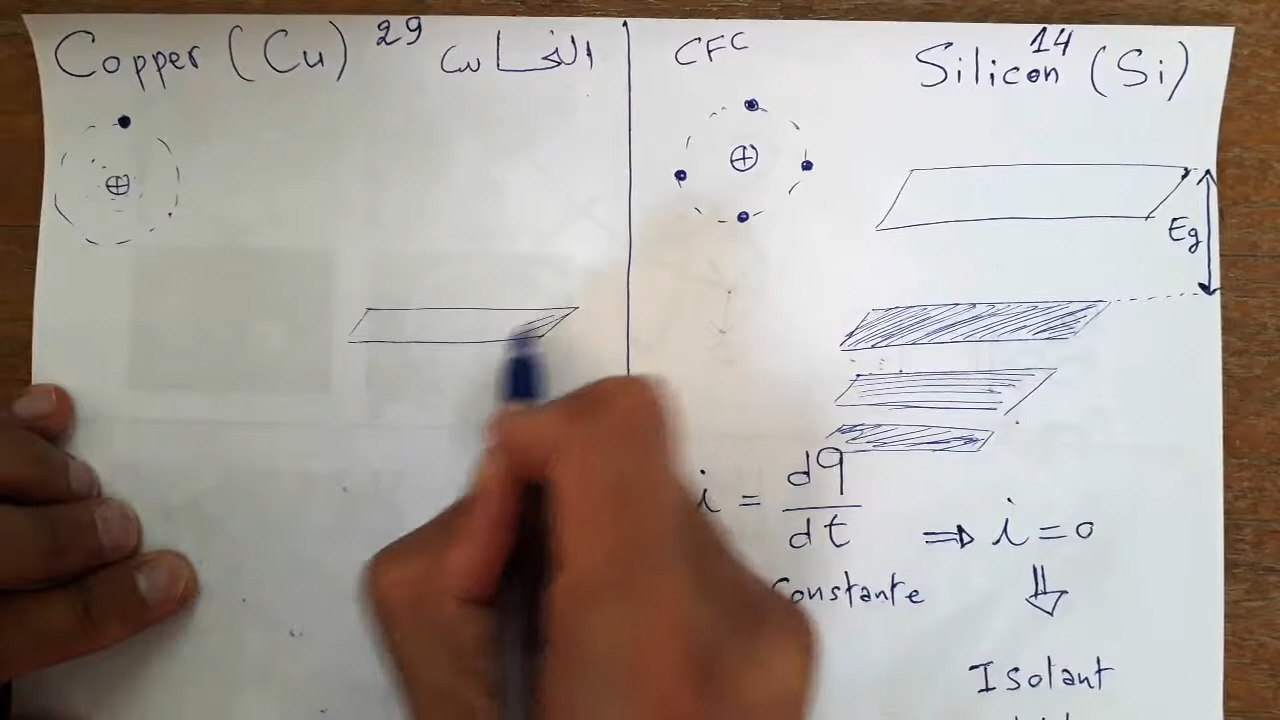 Copper (Cu) 29 النحاس
CFC
Silicon 14 (Si)
⊕
⊕
Eg
i = dq/dt ⇒ i = 0
⇓
Constante
Isolant